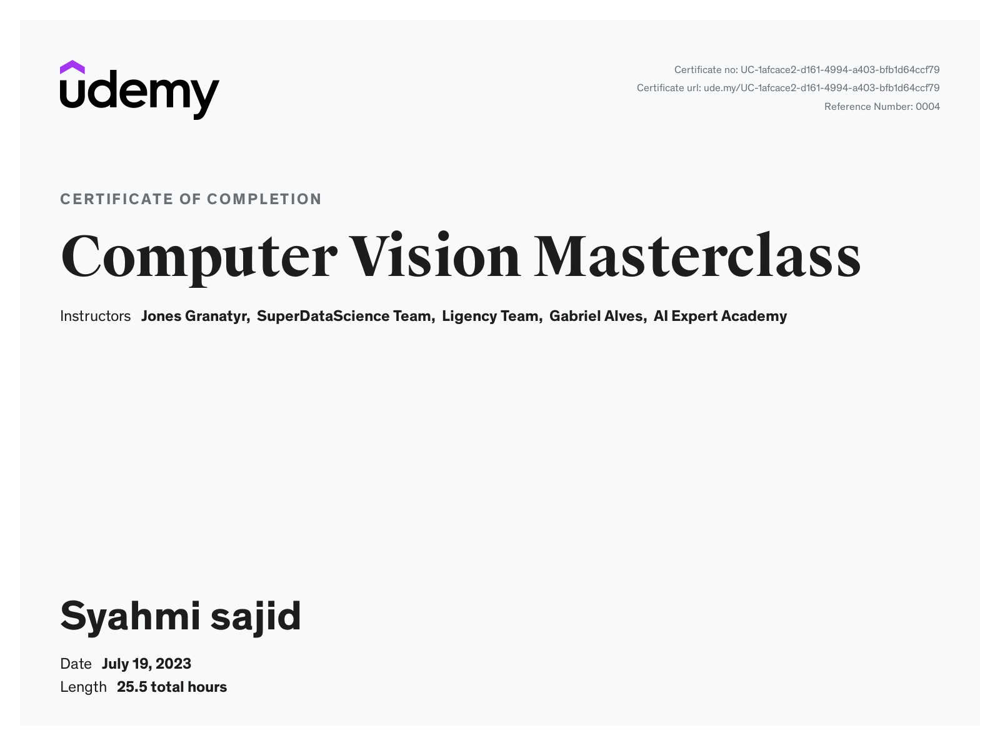 udemy
Certificate no: UC-1afcace2-d161-4994-a403-bfb1d64ccf79
Certificate url: ude.my/UC-1afcace2-d161-4994-a403-bfb1d64ccf79
Reference Number: 0004
CERTIFICATE OF COMPLETION
Computer Vision Masterclass
Instructors Jones Granatyr, SuperDataScience Team, Ligency Team, Gabriel Alves, AI Expert Academy
Syahmi sajid
Date July 19, 2023
Length 25.5 total hours